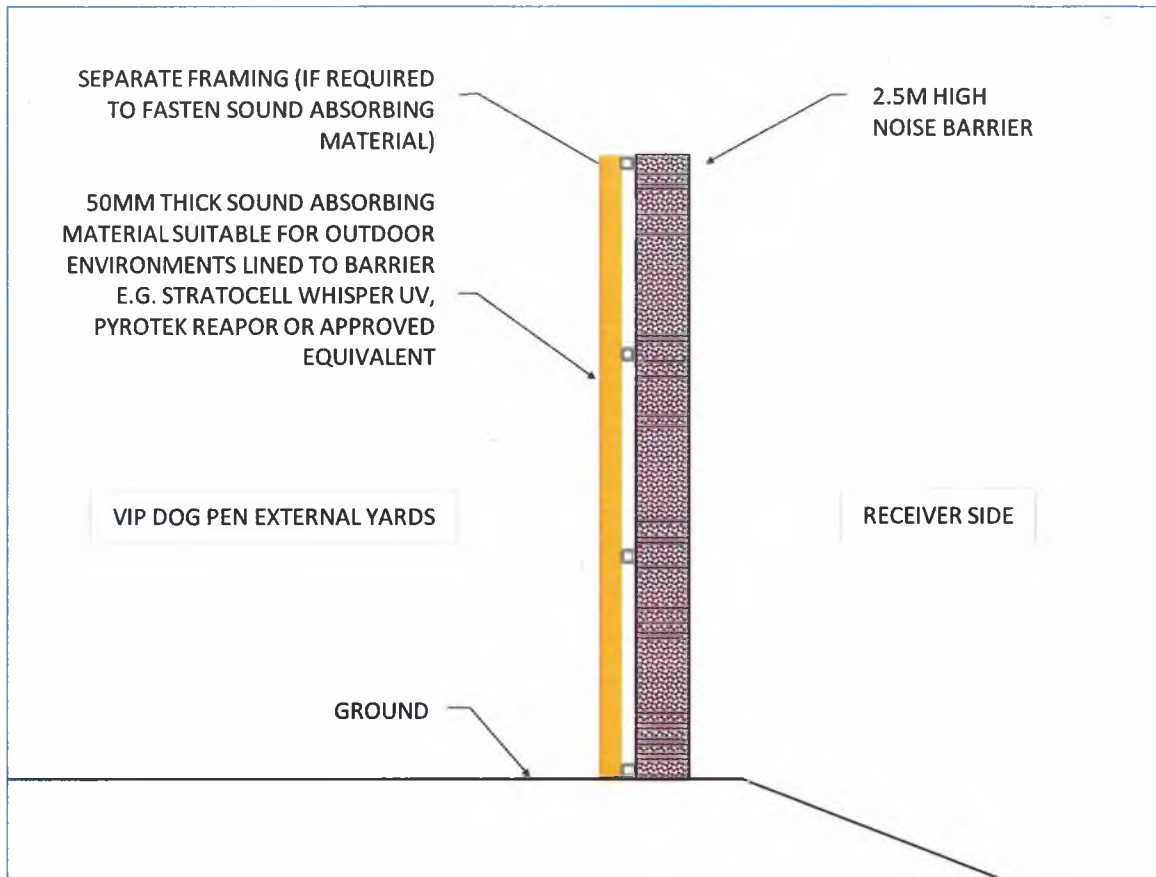 SEPARATE FRAMING (IF REQUIRED
TO FASTEN SOUND ABSORBING
MATERIAL)
2.5M HIGH
NOISE BARRIER
50MM THICK SOUND ABSORBING
MATERIAL SUITABLE FOR OUTDOOR
ENVIRONMENTS LINED TO BARRIER
E.G. STRATOCELL WHISPER UV,
PYROTEK REAPOR OR APPROVED
EQUIVALENT
VIP DOG PEN EXTERNAL YARDS
RECEIVER SIDE
GROUND